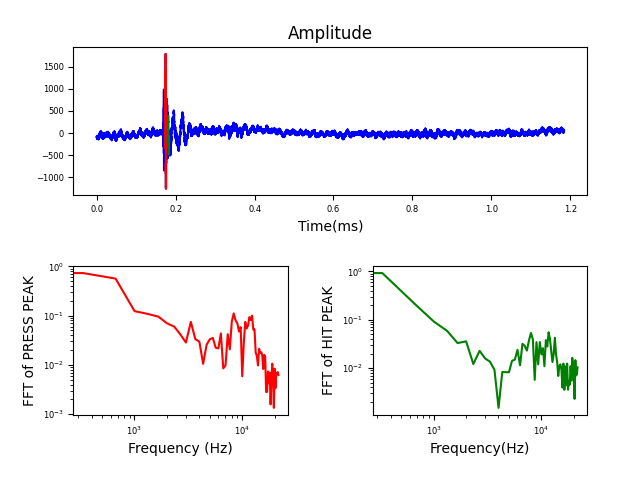 Amplitude
1500
1000
500
0
−500
−1000
0.0 0.2 0.4 0.6 0.8 1.0 1.2
Time(ms)
FFT of PRESS PEAK
10⁰
10⁻¹
10⁻²
10⁻³
10³ 10⁴
Frequency (Hz)
FFT of HIT PEAK
10⁰
10⁻¹
10⁻²
10³ 10⁴
Frequency(Hz)